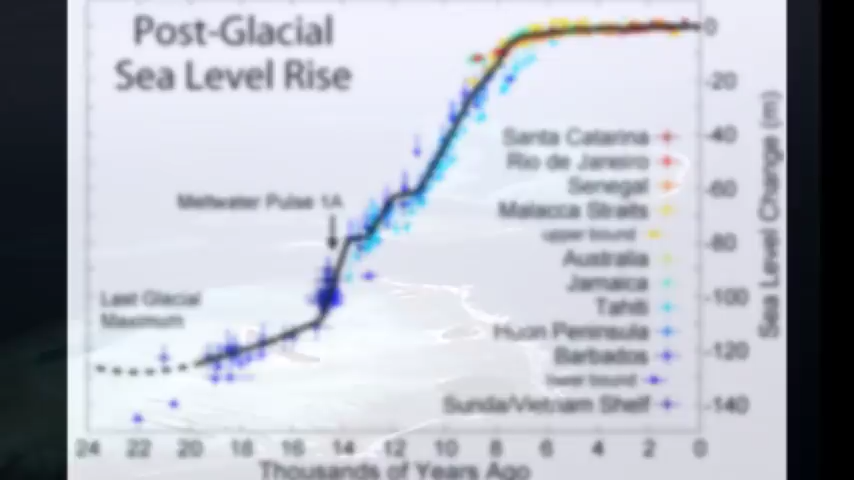 Post-Glacial
Sea Level Rise
Meltwater Pulse 1A
Last Glacial
Maximum
Santa Catarina
Rio de Janeiro
Senegal
Malacca Straits
upper bound
Australia
Jamaica
Tahiti
Huon Peninsula
Barbados
lower bound
Sunda/Vietnam Shelf
0
-20
-40
-60
-80
-100
-120
-140
Sea Level Change (m)
24 22 20 18 16 14 12 10 8 6 4 2 0
Thousands of Years Ago